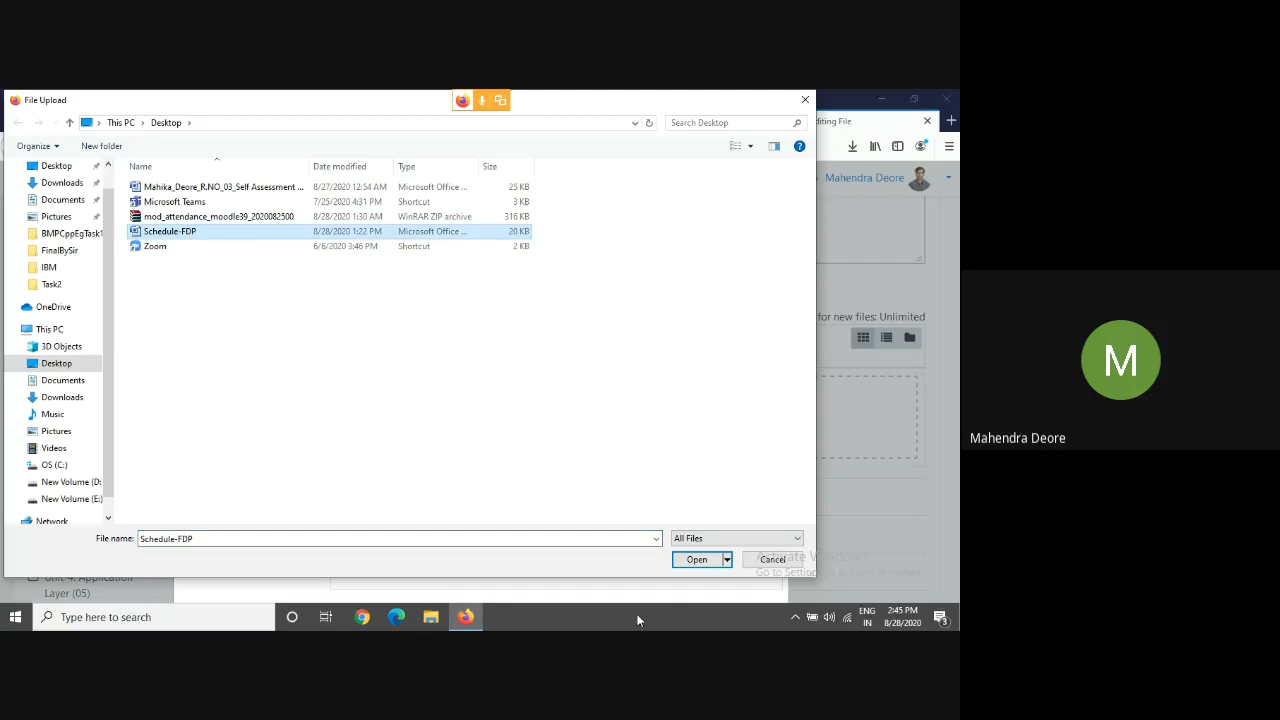 File Upload
This PC > Desktop >
Search Desktop
Organize
New folder
Name Date modified Type Size
Mahika_Deore_R.NO_03_Self Assessment ... 8/27/2020 12:54 AM Microsoft Office ... 25 KB
Microsoft Teams 7/25/2020 4:31 PM Shortcut 3 KB
mod_attendance_moodle39_2020082500 8/28/2020 1:30 AM WinRAR ZIP archive 316 KB
Schedule-FDP 8/28/2020 1:22 PM Microsoft Office ... 20 KB
Zoom 6/6/2020 3:46 PM Shortcut 2 KB
Desktop
Downloads
Documents
Pictures
BMPCppEgTask1
FinalBySir
IBM
Task2
OneDrive
This PC
3D Objects
Desktop
Documents
Downloads
Music
Pictures
Videos
OS (C:)
New Volume (D:
New Volume (E:)
Network
File name: Schedule-FDP
All Files
Open
Cancel
diting File
Mahendra Deore
for new files: Unlimited
Activate Windows
Unit 4: Application
Layer (05)
Type here to search
ENG
IN
2:45 PM
8/28/2020
3
M
Mahendra Deore